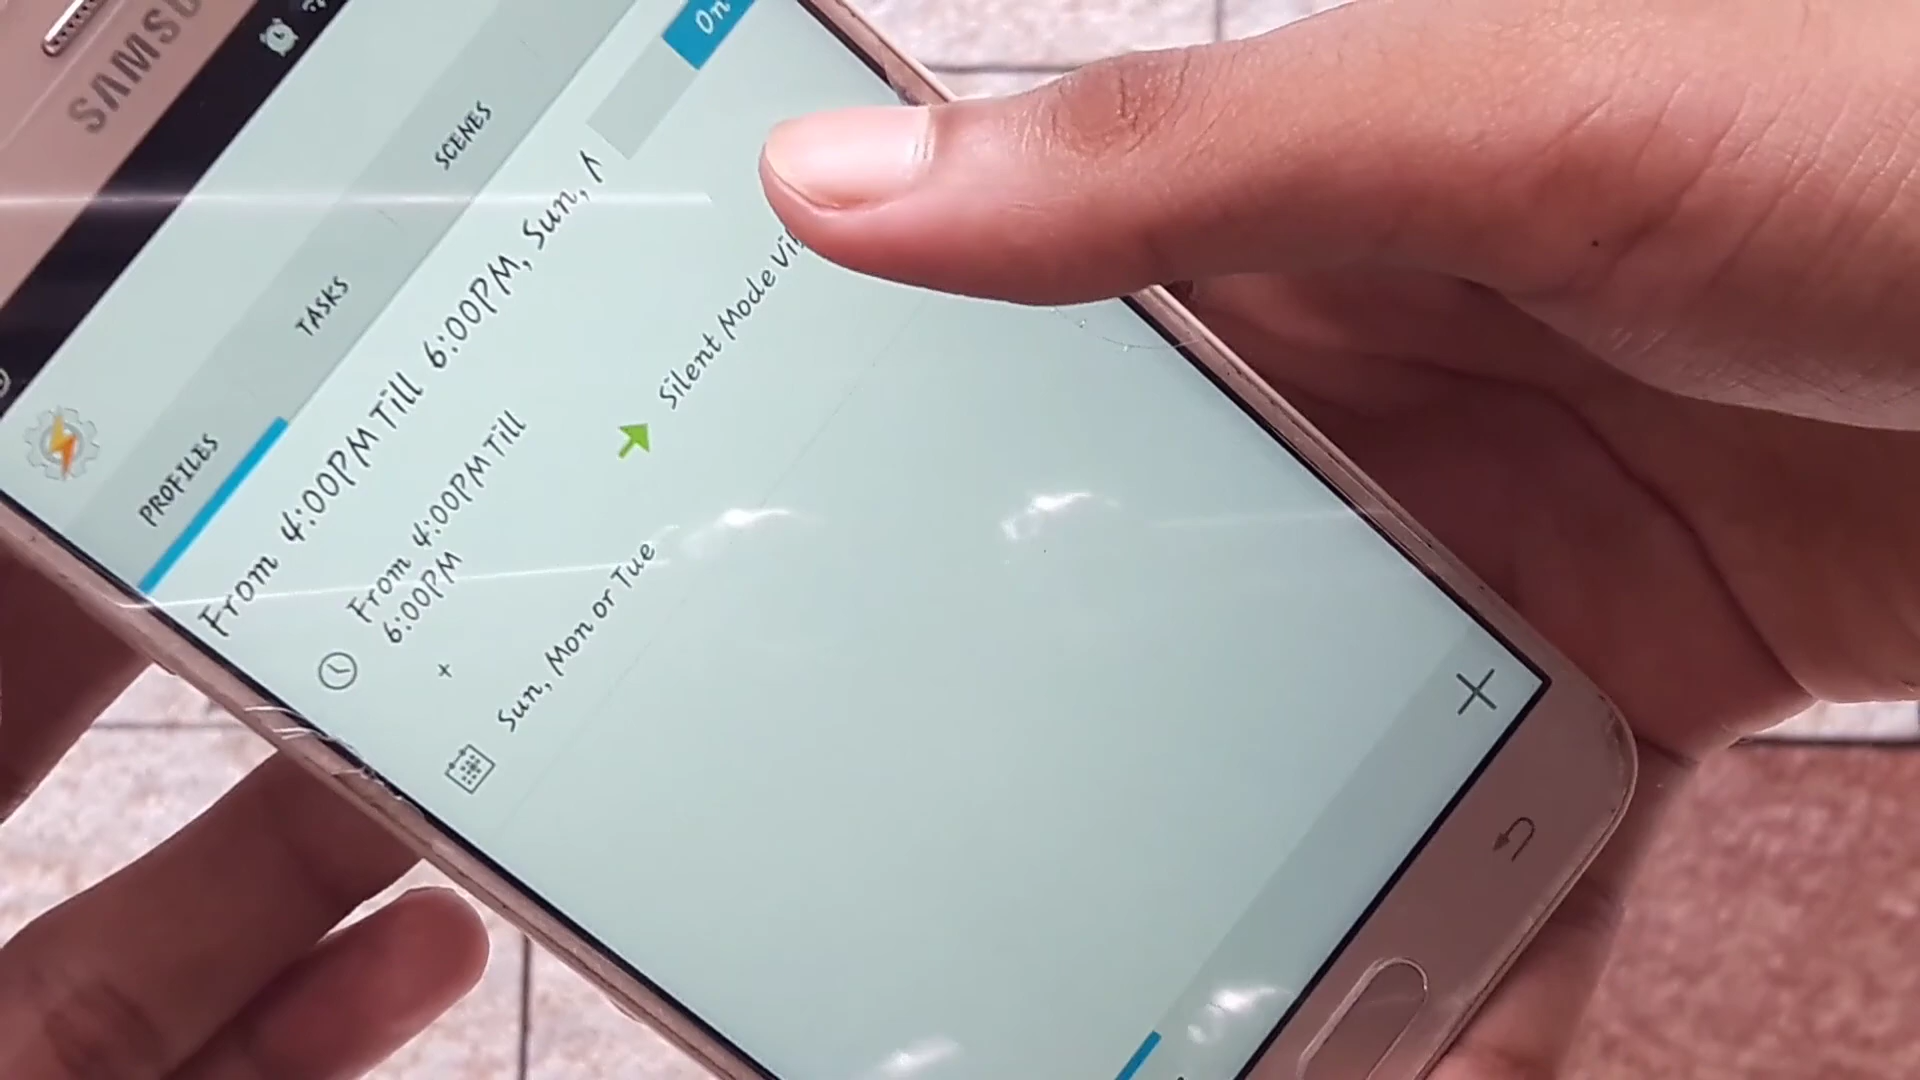 SAMSU
PROFILES TASKS SCENES
From 4:00PM Till 6:00PM, Sun,
On
From 4:00PM Till
6:00PM
+
Sun, Mon or Tue
Silent Mode Vi